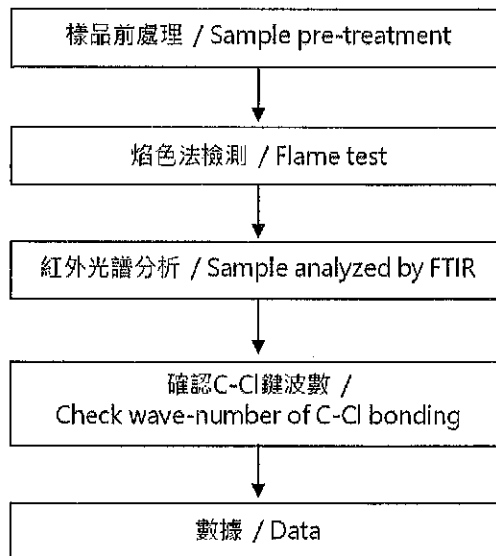 樣品前處理 / Sample pre-treatment
焰色法檢測 / Flame test
紅外光譜分析 / Sample analyzed by FTIR
確認C-Cl鍵波數 /
Check wave-number of C-Cl bonding
數據 / Data